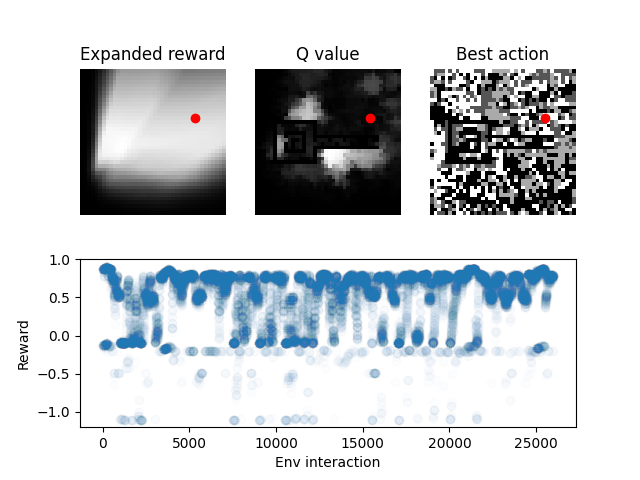 Expanded reward
Q value
Best action
1.0
0.5
0.0
−0.5
−1.0
Reward
0
5000
10000
15000
20000
25000
Env interaction